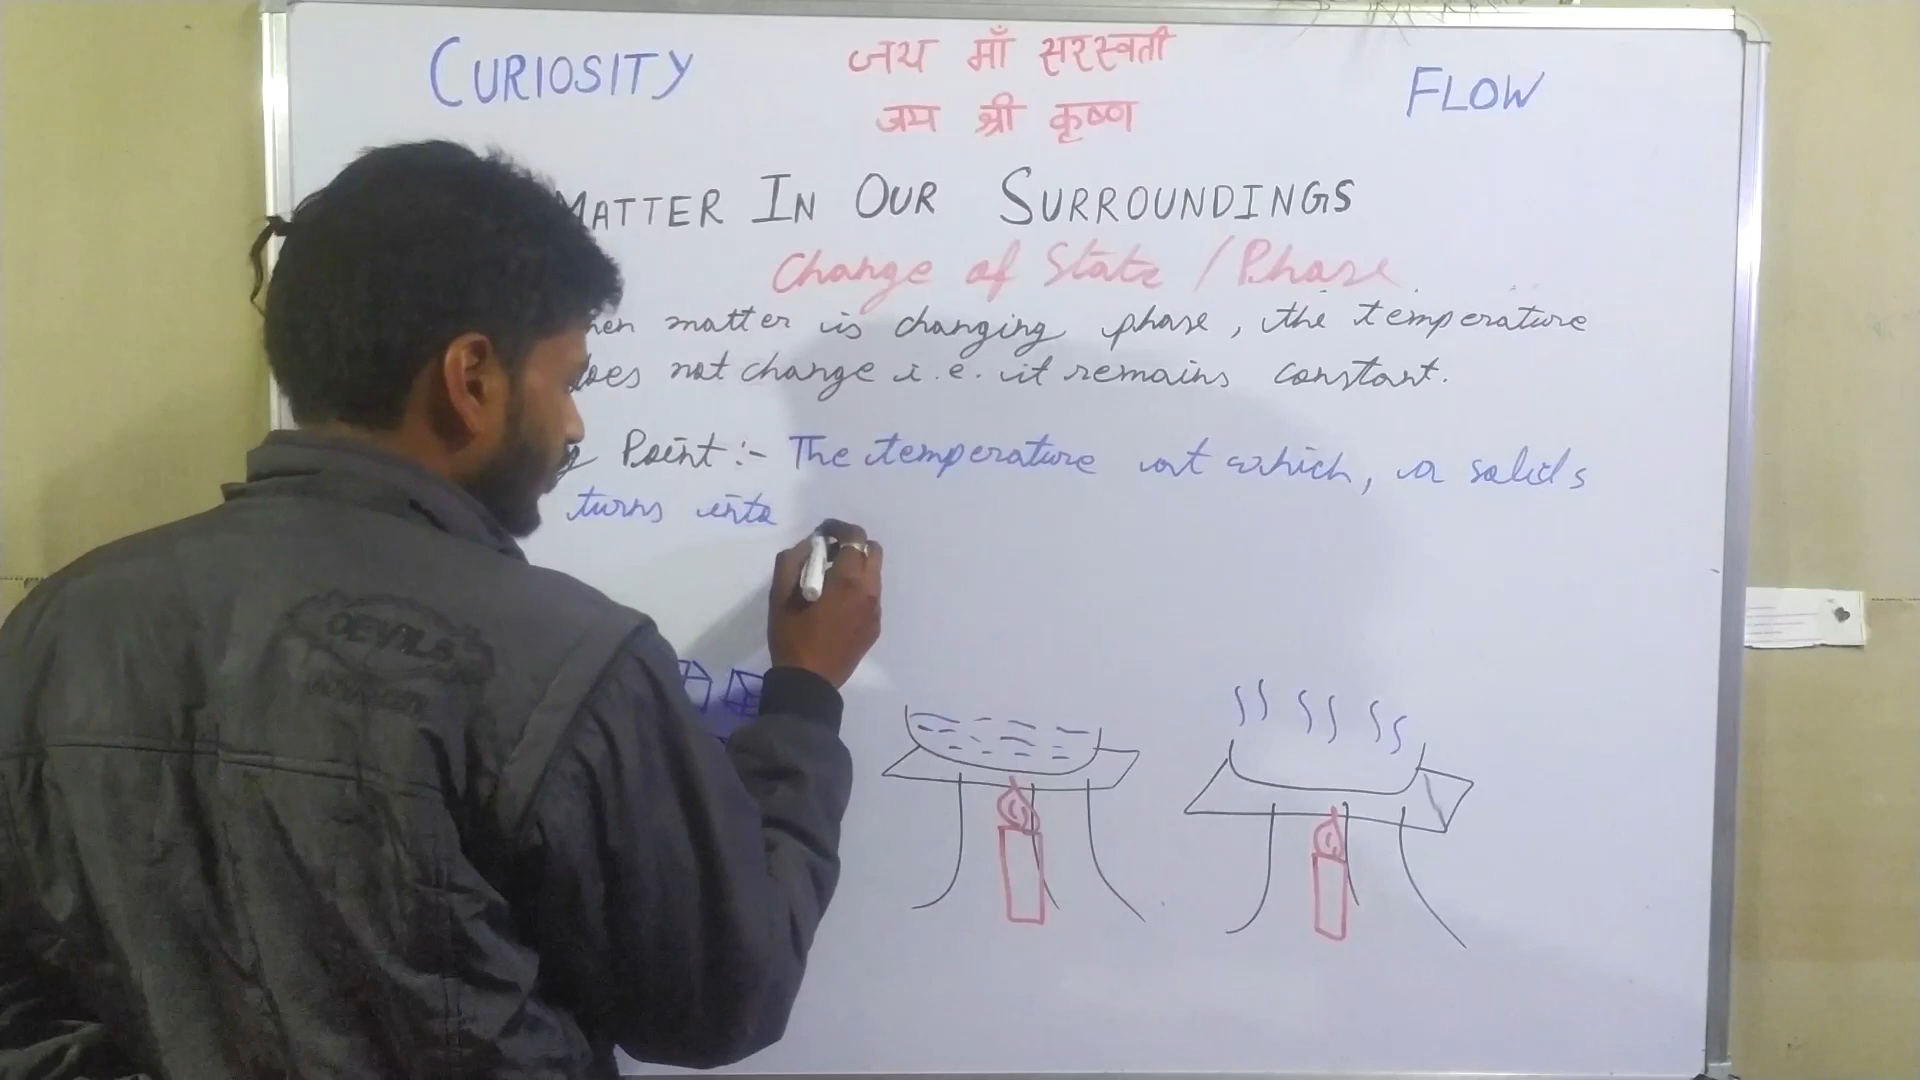 CURIOSITY
जय माँ सरस्वती
जय श्री कृष्ण
FLOW
MATTER IN OUR SURROUNDINGS
Change of State / Phase
matter is changing phase, the temperature
does not change i.e. it remains constant.
Point :- The temperature at which, a solids
turns into
DEVILS